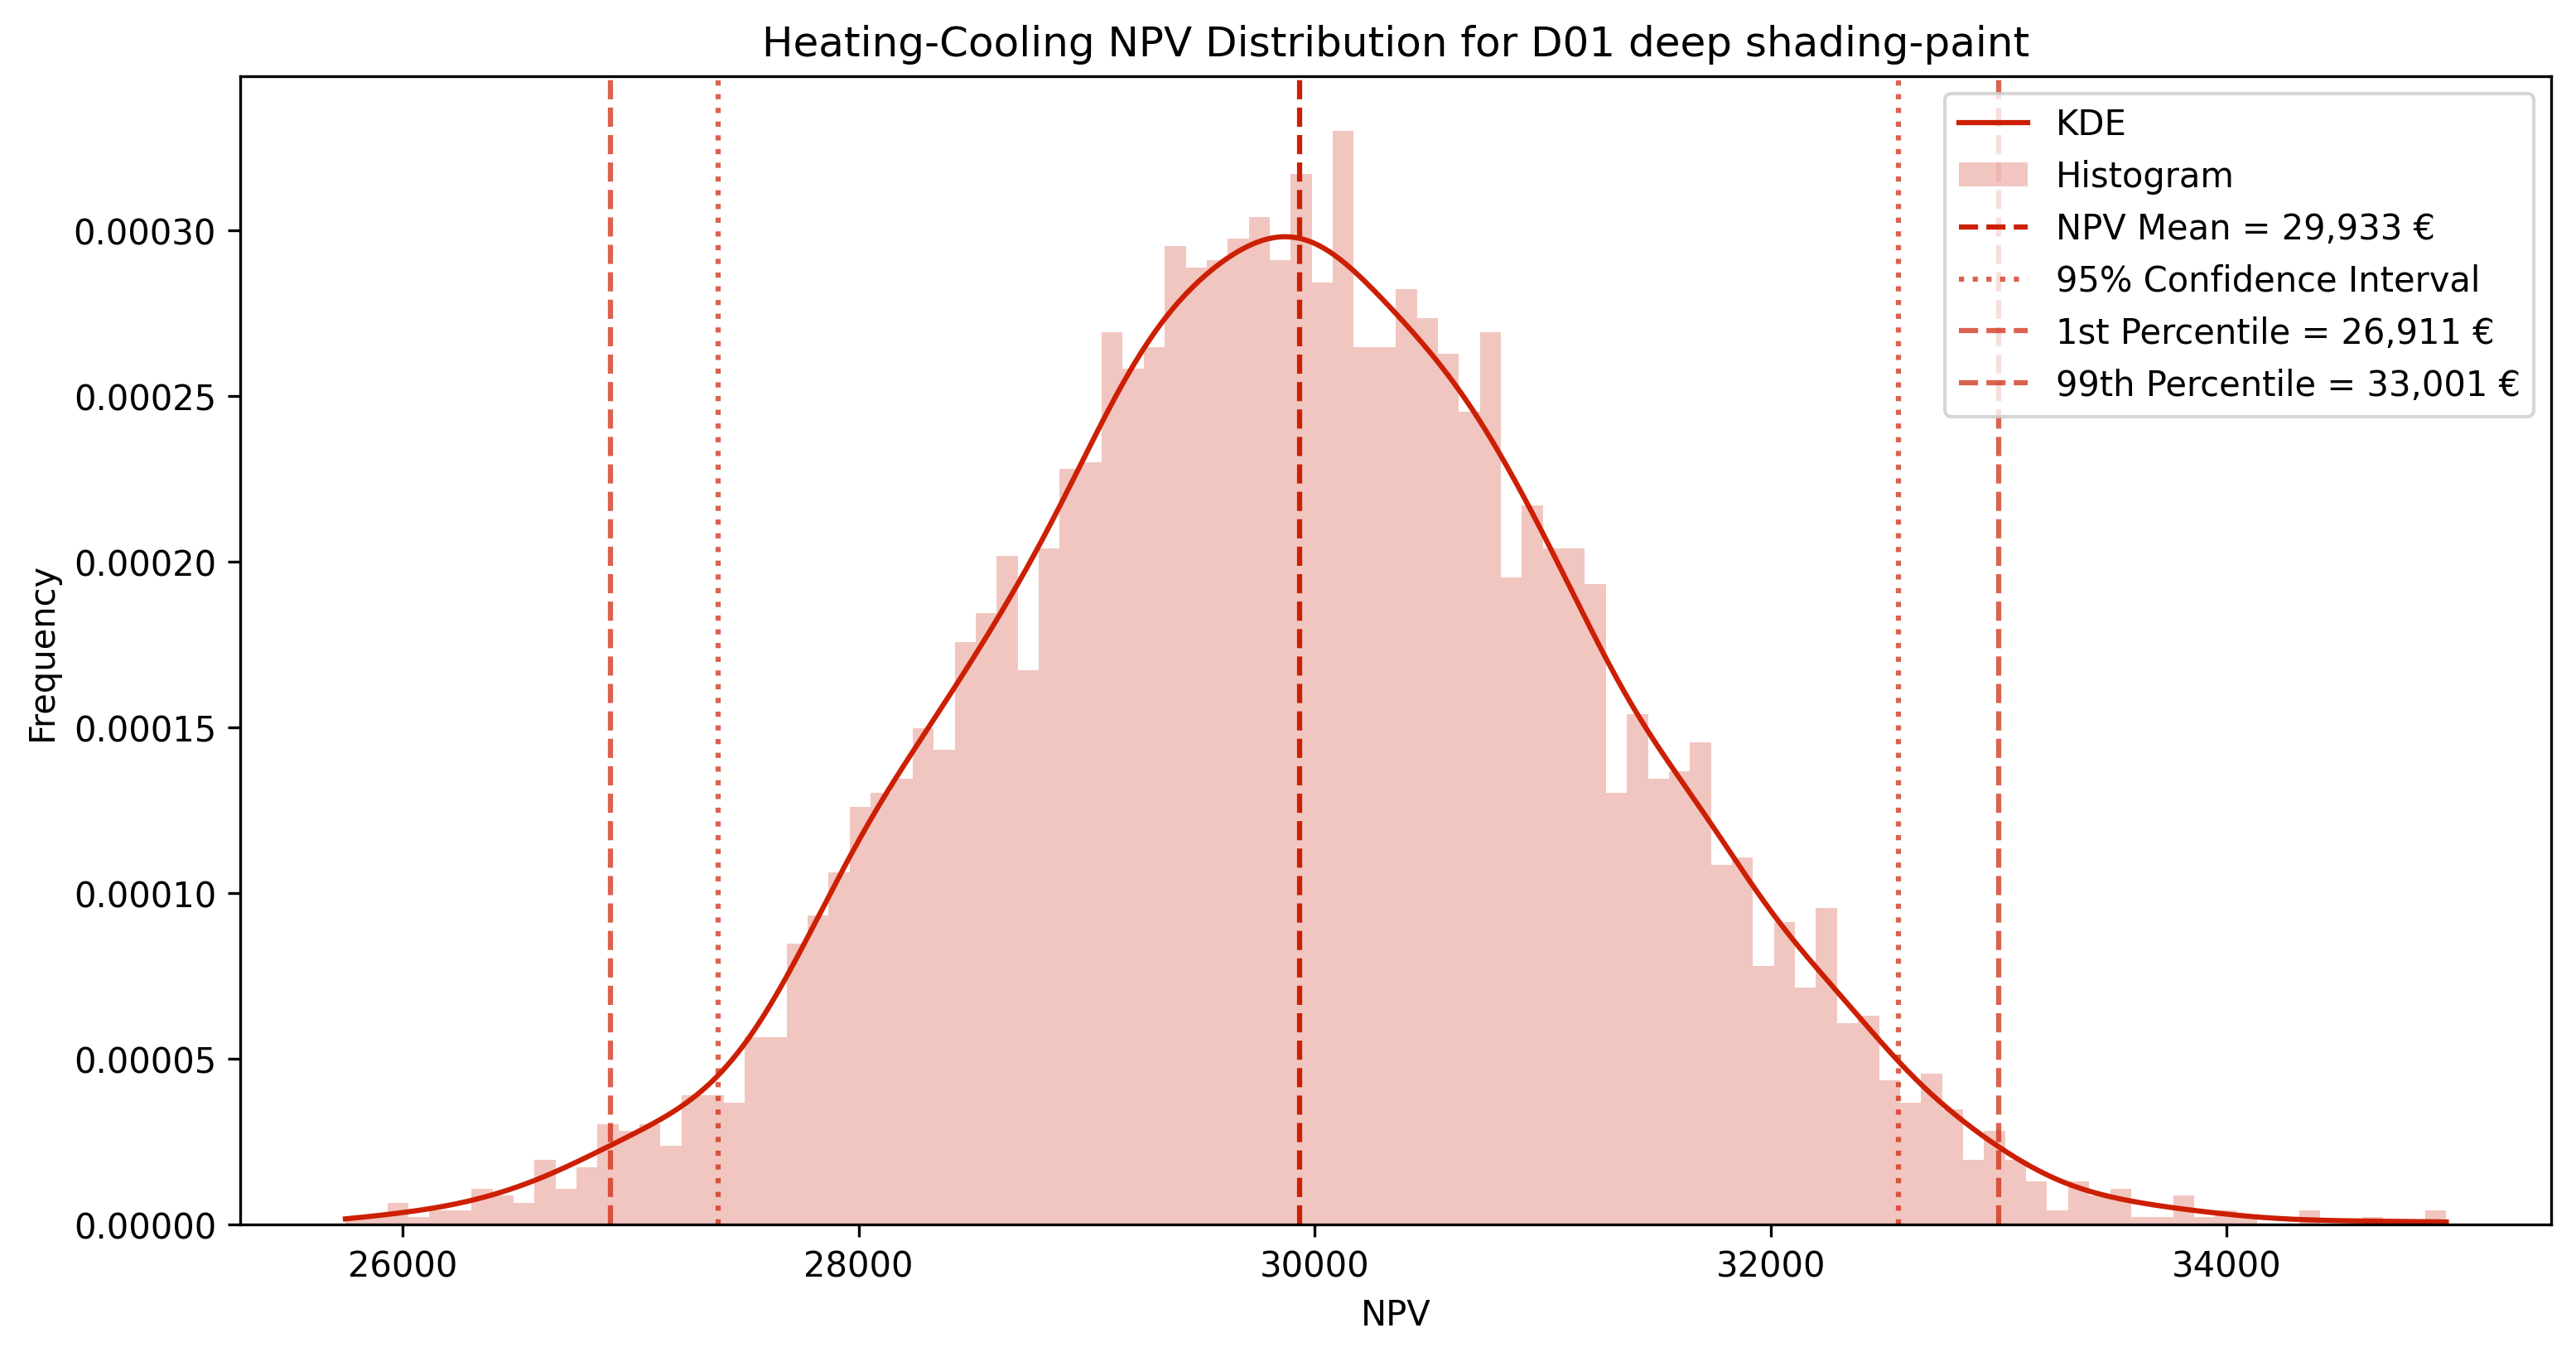 Heating-Cooling NPV Distribution for D01 deep shading-paint
KDE
Histogram
NPV Mean = 29,933 €
95% Confidence Interval
1st Percentile = 26,911 €
99th Percentile = 33,001 €
Frequency
0.00030
0.00025
0.00020
0.00015
0.00010
0.00005
0.00000
26000 28000 30000 32000 34000
NPV